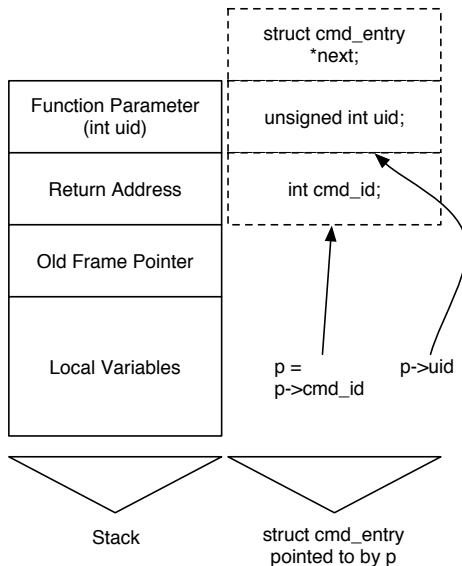 struct cmd_entry
*next;
Function Parameter
(int uid)
unsigned int uid;
Return Address
int cmd_id;
Old Frame Pointer
Local Variables
p =
p->cmd_id
p->uid
Stack
struct cmd_entry
pointed to by p